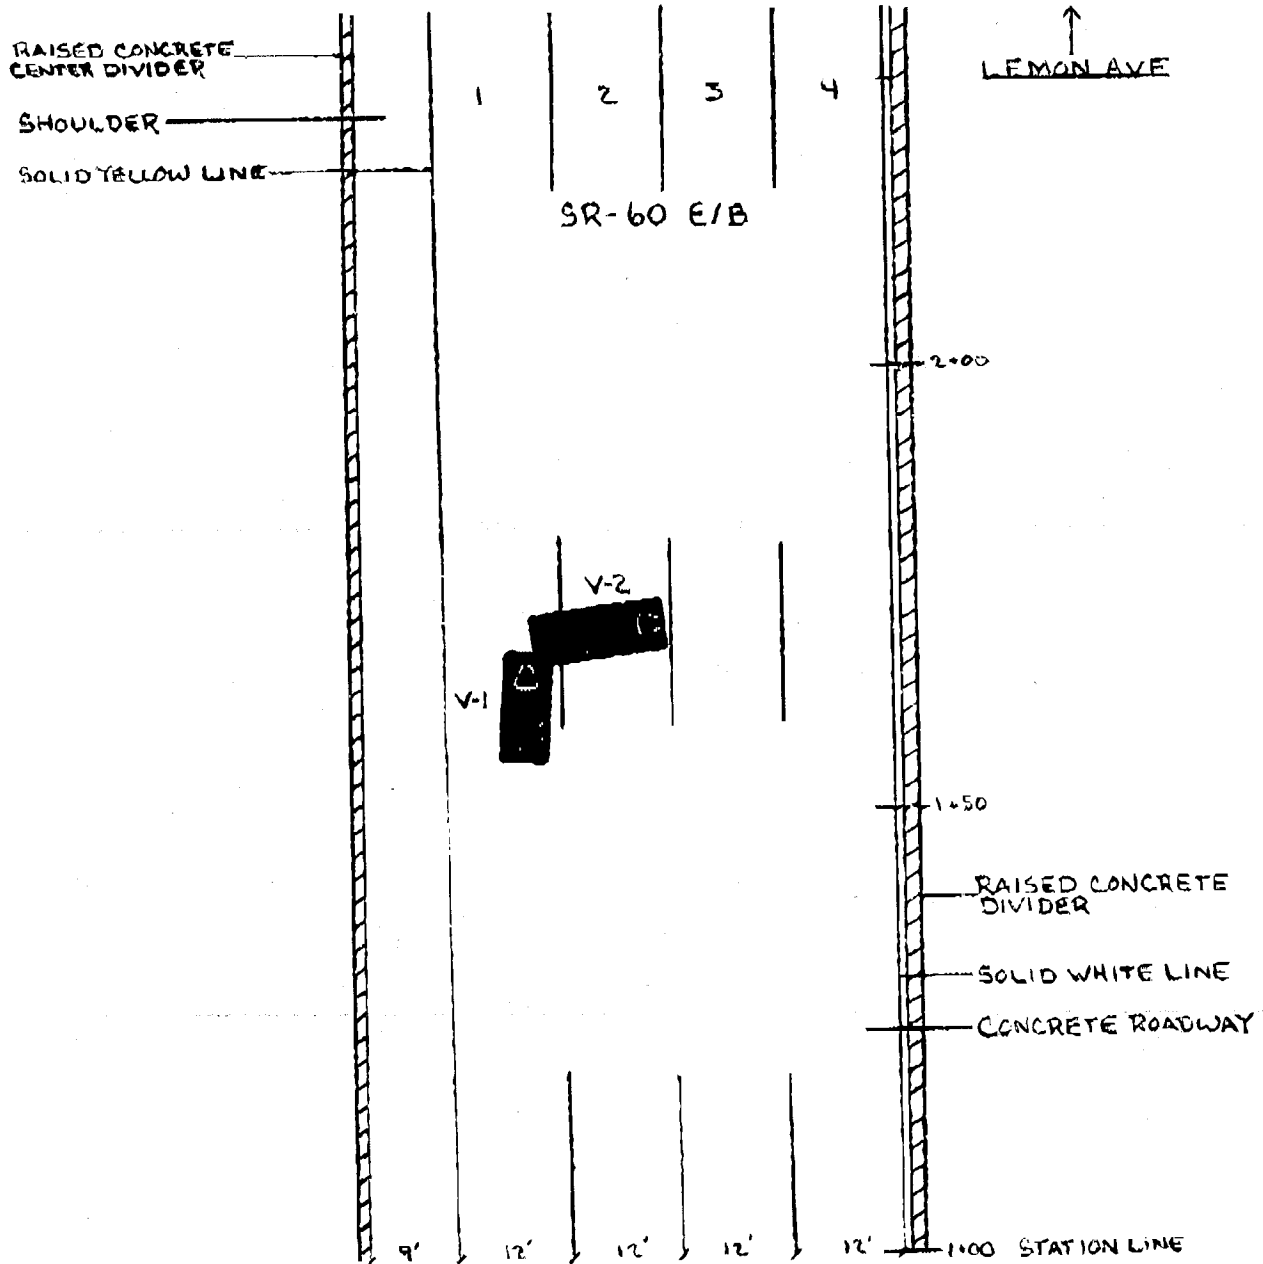 RAISED CONCRETE
CENTER DIVIDER
SHOULDER
SOLID YELLOW LINE
1 2 3 4
LEMON AVE
SR-60 E/B
2+00
V-2
V-1
1+50
RAISED CONCRETE
DIVIDER
SOLID WHITE LINE
CONCRETE ROADWAY
9' 12' 12' 12' 12'
1+00 STATION LINE